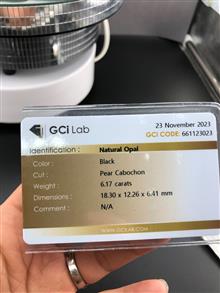 GCi Lab
23 November 2023
GCI CODE: 661123023
Identification : Natural Opal
Color : Black
Cut : Pear Cabochon
Weight : 6.17 carats
Dimensions : 18.30 x 12.26 x 6.41 mm
Comment : N/A
WWW.GCILAB.COM